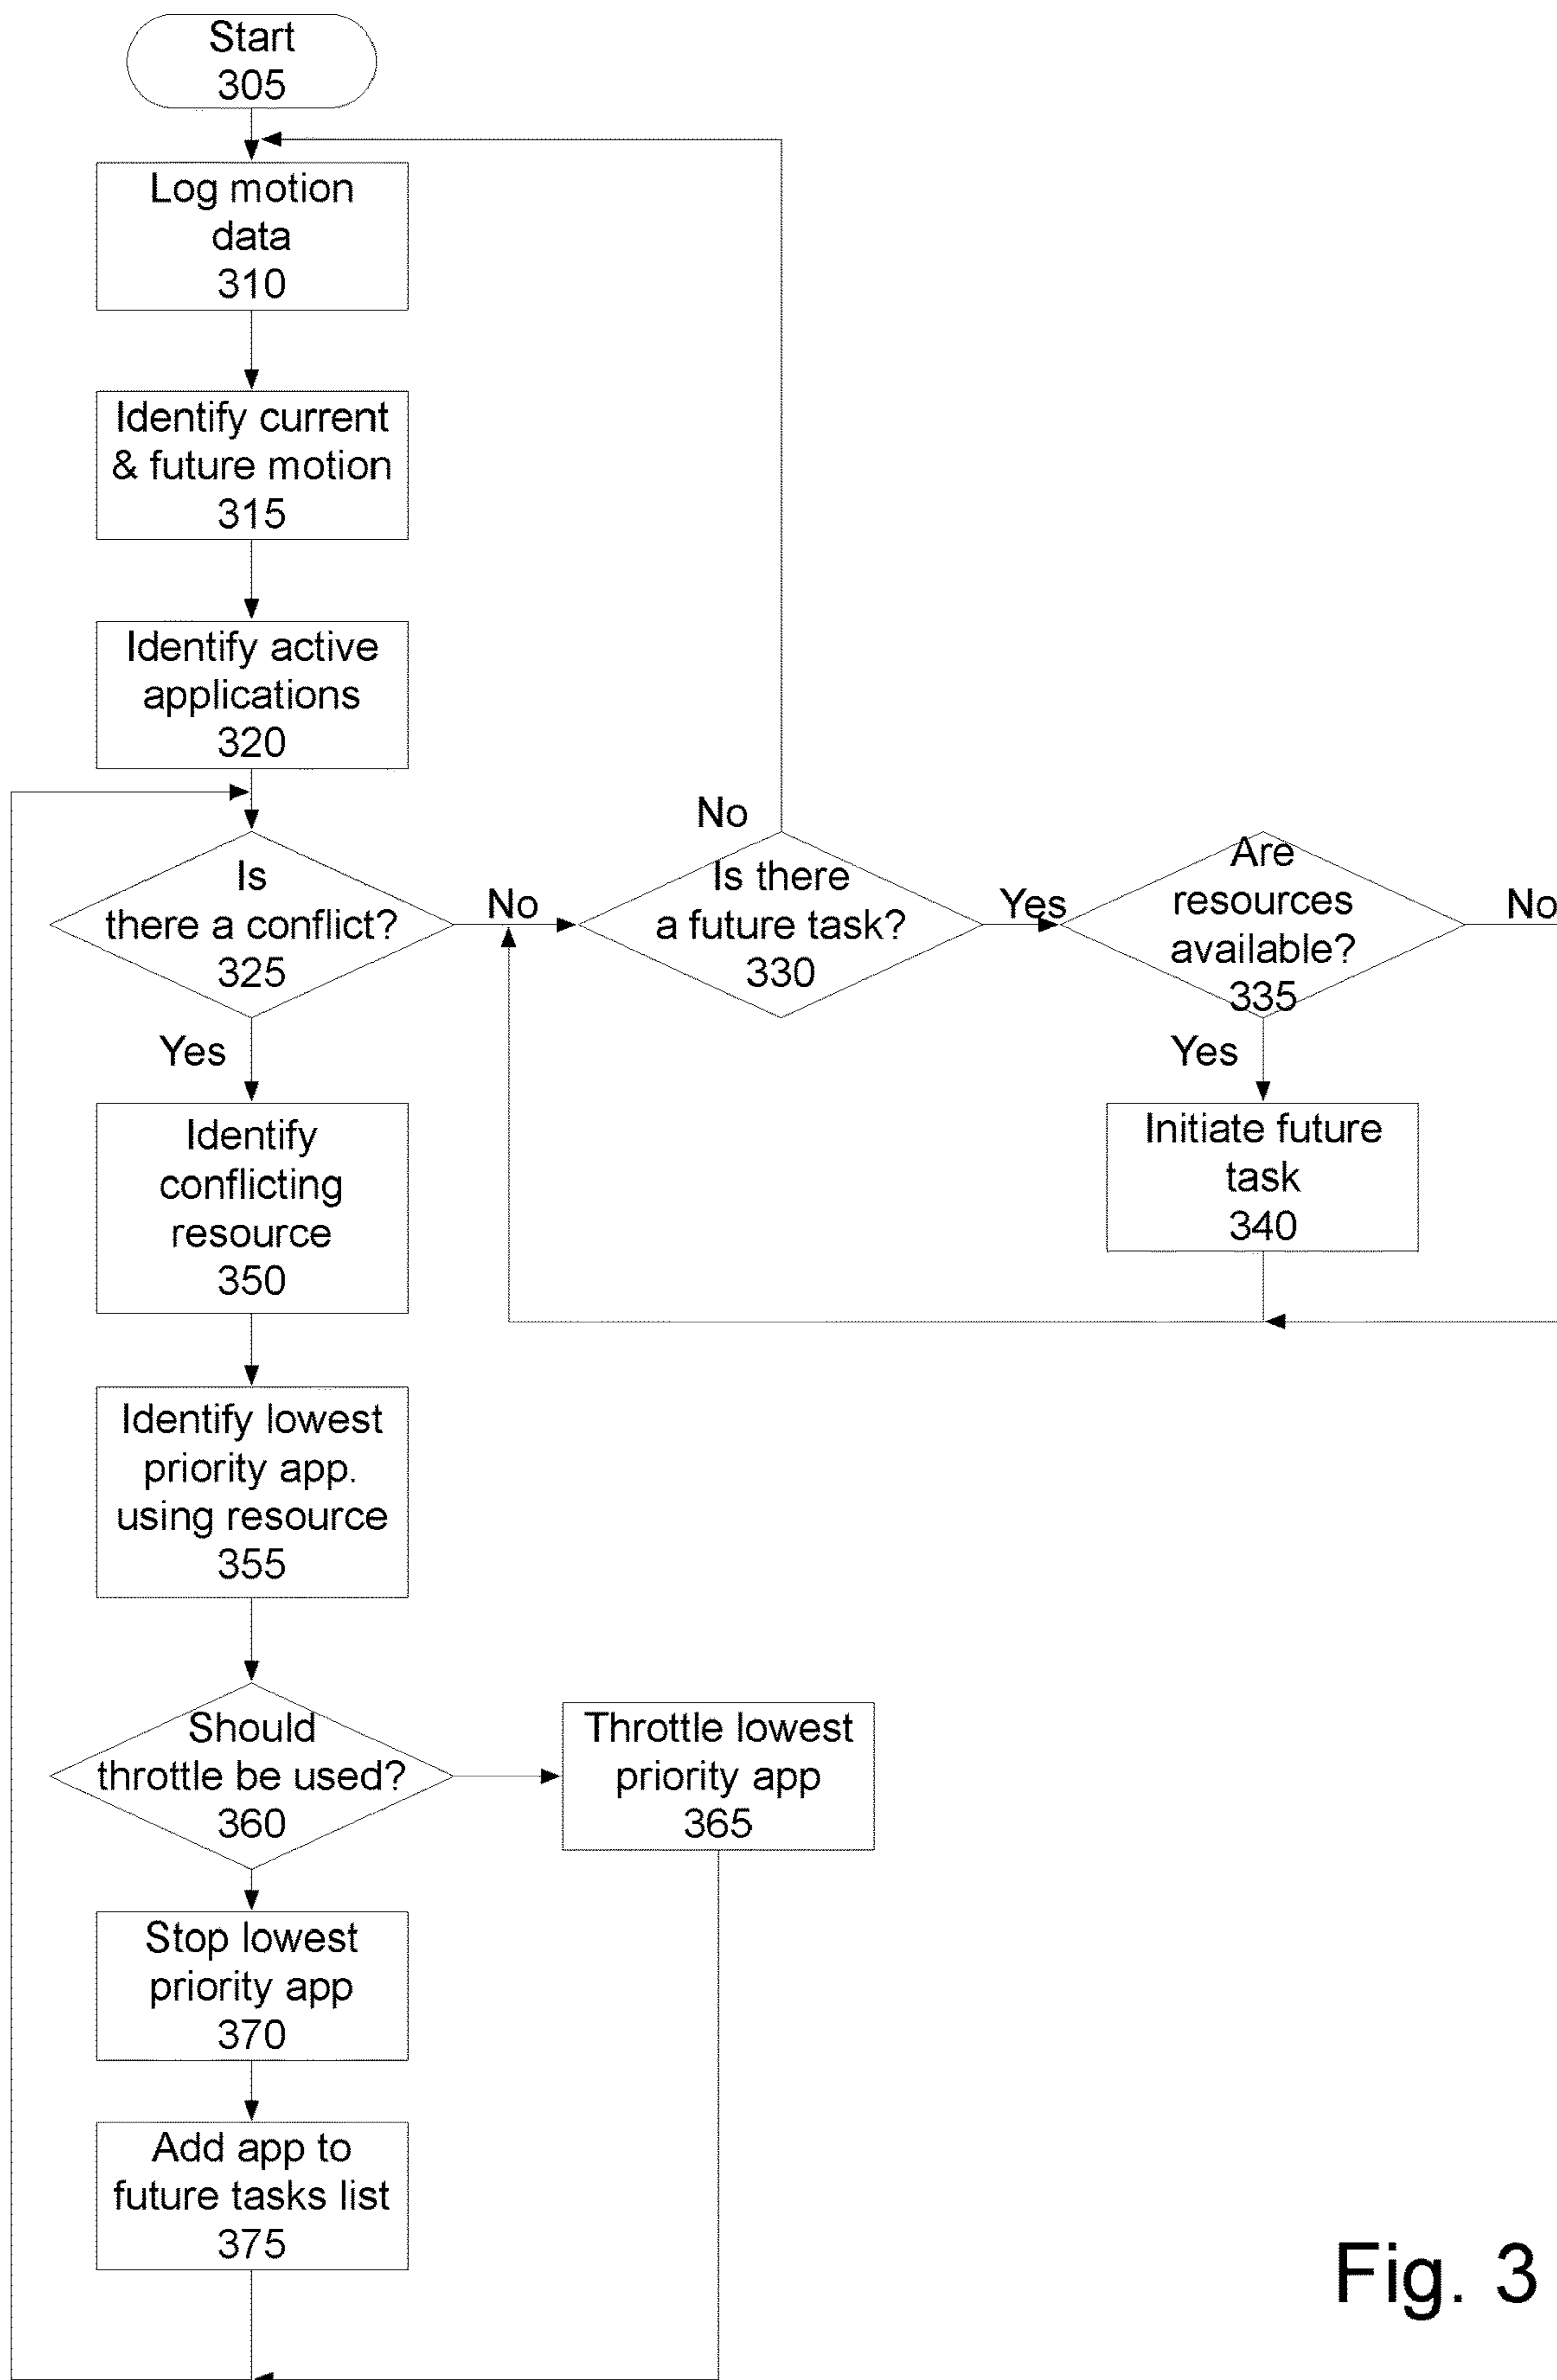 Start
305
Log motion
data
310
Identify current
& future motion
315
Identify active
applications
320
Is
there a conflict?
325
No
Is there
a future task?
330
No
Yes
Are
resources
available?
335
No
Yes
Initiate future
task
340
Yes
Identify
conflicting
resource
350
Identify lowest
priority app.
using resource
355
Should
throttle be used?
360
Throttle lowest
priority app
365
Stop lowest
priority app
370
Add app to
future tasks list
375
Fig. 3